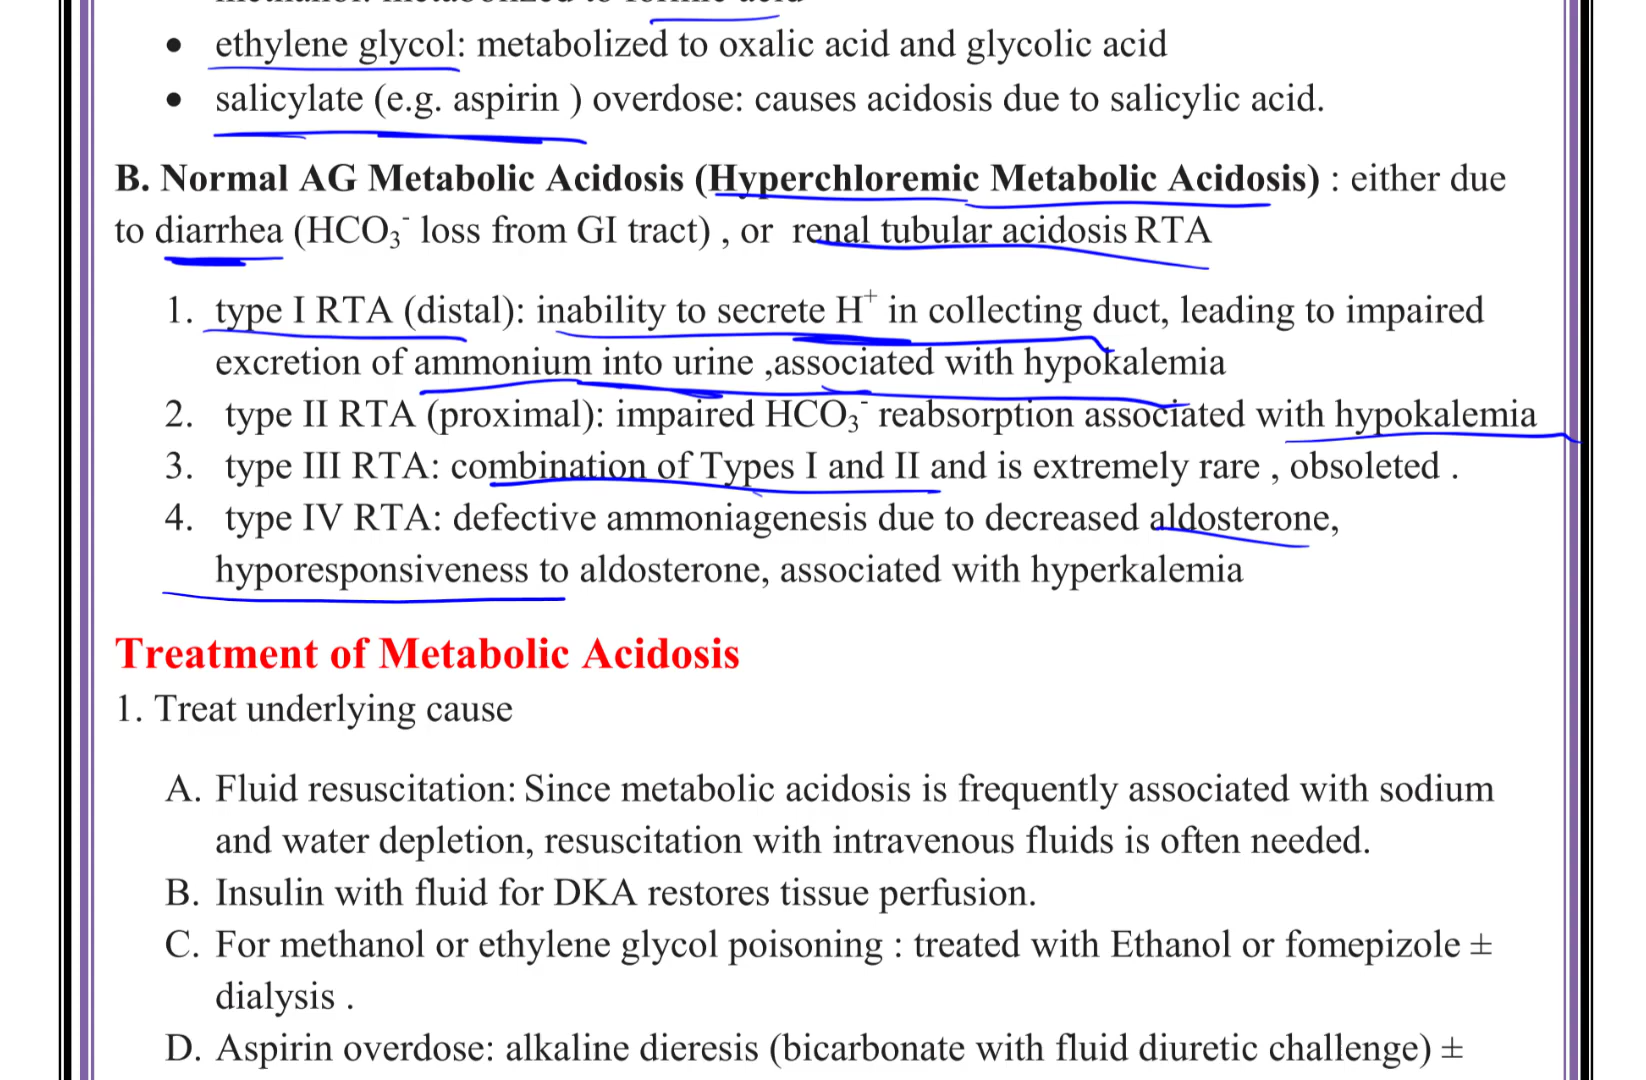 • ethylene glycol: metabolized to oxalic acid and glycolic acid
• salicylate (e.g. aspirin ) overdose: causes acidosis due to salicylic acid.
B. Normal AG Metabolic Acidosis (Hyperchloremic Metabolic Acidosis) : either due
to diarrhea (HCO₃⁻ loss from GI tract) , or renal tubular acidosis RTA
1. type I RTA (distal): inability to secrete H⁺ in collecting duct, leading to impaired
excretion of ammonium into urine ,associated with hypokalemia
2. type II RTA (proximal): impaired HCO₃⁻ reabsorption associated with hypokalemia
3. type III RTA: combination of Types I and II and is extremely rare , obsoleted .
4. type IV RTA: defective ammoniagenesis due to decreased aldosterone,
hyporesponsiveness to aldosterone, associated with hyperkalemia
Treatment of Metabolic Acidosis
1. Treat underlying cause
A. Fluid resuscitation: Since metabolic acidosis is frequently associated with sodium
and water depletion, resuscitation with intravenous fluids is often needed.
B. Insulin with fluid for DKA restores tissue perfusion.
C. For methanol or ethylene glycol poisoning : treated with Ethanol or fomepizole ±
dialysis .
D. Aspirin overdose: alkaline dieresis (bicarbonate with fluid diuretic challenge) ±